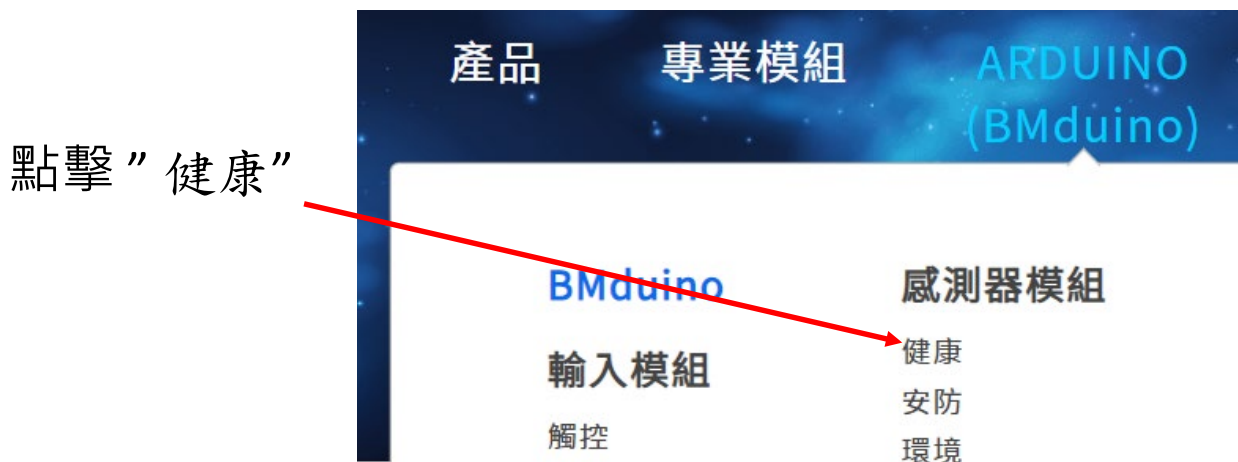 產品
專業模組
ARDUINO
(BMduino)
點擊”健康”
BMduino
輸入模組
觸控
感測器模組
健康
安防
環境